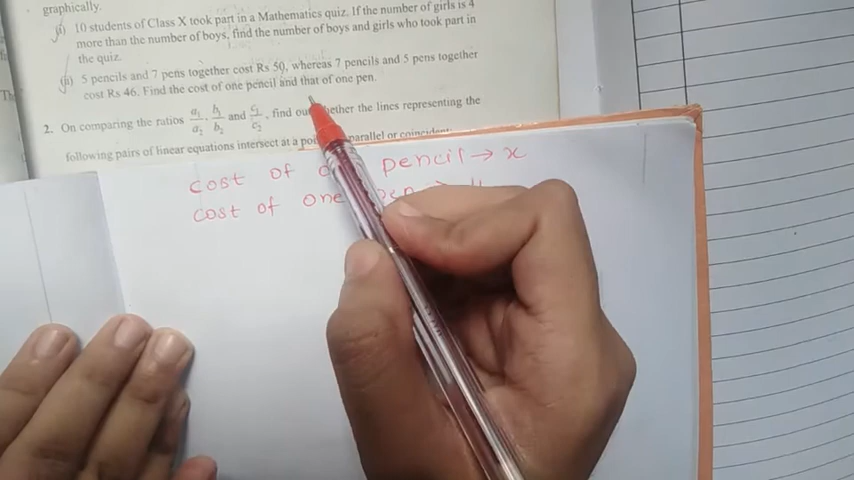 graphically.
(i) 10 students of Class X took part in a Mathematics quiz. If the number of girls is 4
more than the number of boys, find the number of boys and girls who took part in
the quiz.
(ii) 5 pencils and 7 pens together cost Rs 50, whereas 7 pencils and 5 pens together
cost Rs 46. Find the cost of one pencil and that of one pen.
2. On comparing the ratios a₁/a₂, b₁/b₂ and c₁/c₂, find out whether the lines representing the
following pairs of linear equations intersect at a parallel or coincident:
cost of pencil → x
cost of one pen